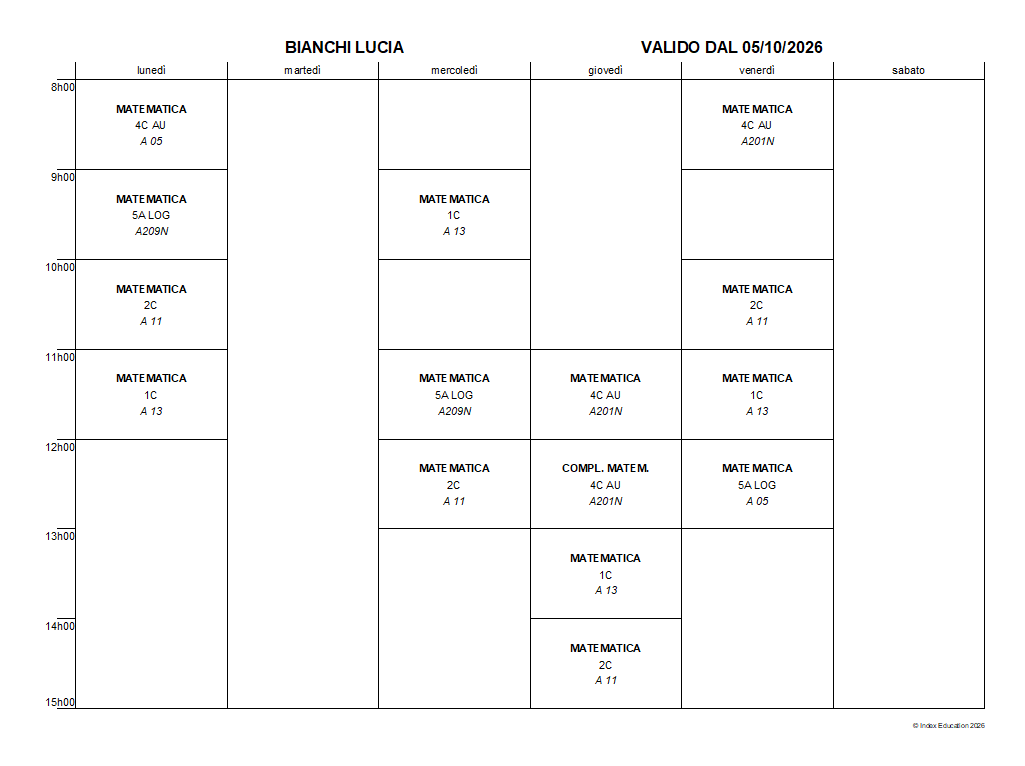 BIANCHI LUCIA VALIDO DAL 05/10/2026
lunedì martedì mercoledì giovedì venerdì sabato
8h00
MATEMATICA MATEMATICA
4C AU 4C AU
A 05 A201N
9h00
MATEMATICA MATEMATICA
5A LOG 1C
A209N A 13
10h00
MATEMATICA MATEMATICA
2C 2C
A 11 A 11
11h00
MATEMATICA MATEMATICA MATEMATICA MATEMATICA
1C 5A LOG 4C AU 1C
A 13 A209N A201N A 13
12h00
MATEMATICA COMPL. MATEM. MATEMATICA
2C 4C AU 5A LOG
A 11 A201N A 05
13h00
MATEMATICA
1C
A 13
14h00
MATEMATICA
2C
A 11
15h00
© Index Education 2026